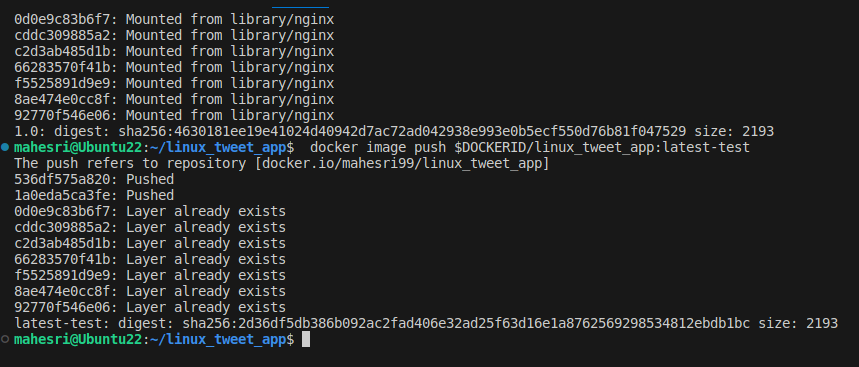 0d0e9c83b6f7: Mounted from library/nginx
cddc309885a2: Mounted from library/nginx
c2d3ab485d1b: Mounted from library/nginx
66283570f41b: Mounted from library/nginx
f5525891d9e9: Mounted from library/nginx
8ae474e0cc8f: Mounted from library/nginx
92770f546e06: Mounted from library/nginx
1.0: digest: sha256:4630181ee19e41024d40942d7ac72ad042938e993e0b5ecf550d76b81f047529 size: 2193
mahesri@Ubuntu22:~/linux_tweet_app$  docker image push $DOCKERID/linux_tweet_app:latest-test
The push refers to repository [docker.io/mahesri99/linux_tweet_app]
536df575a820: Pushed
1a0eda5ca3fe: Pushed
0d0e9c83b6f7: Layer already exists
cddc309885a2: Layer already exists
c2d3ab485d1b: Layer already exists
66283570f41b: Layer already exists
f5525891d9e9: Layer already exists
8ae474e0cc8f: Layer already exists
92770f546e06: Layer already exists
latest-test: digest: sha256:2d36df5db386b092ac2fad406e32ad25f63d16e1a8762569298534812ebdb1bc size: 2193
mahesri@Ubuntu22:~/linux_tweet_app$